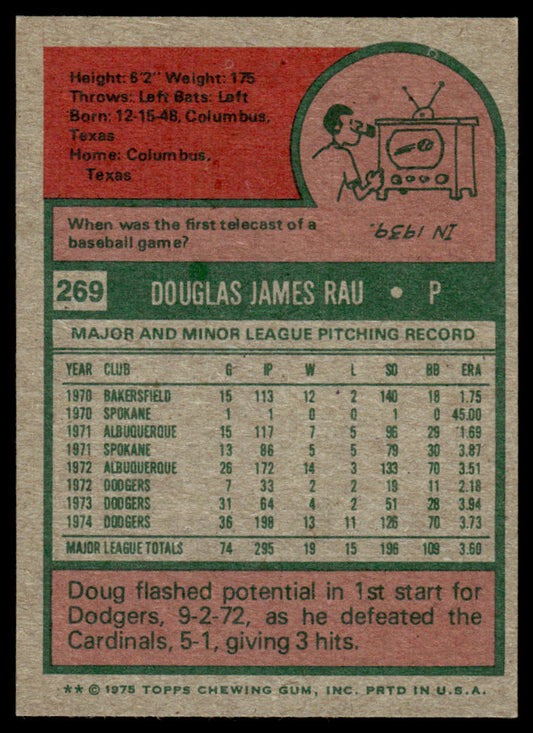 Height: 6'2" Weight: 175
Throws: Left Bats: Left
Born: 12-15-48, Columbus,
Texas
Home: Columbus,
Texas
When was the first telecast of a
baseball game?
IN 1939.
269 DOUGLAS JAMES RAU • P
MAJOR AND MINOR LEAGUE PITCHING RECORD
YEAR CLUB G IP W L SO BB ERA
1970 BAKERSFIELD 15 113 12 2 140 18 1.75
1970 SPOKANE 1 1 0 0 1 0 45.00
1971 ALBUQUERQUE 15 117 7 5 96 29 1.69
1971 SPOKANE 13 86 5 5 79 30 3.87
1972 ALBUQUERQUE 26 172 14 3 133 70 3.51
1972 DODGERS 7 33 2 2 19 11 2.18
1973 DODGERS 31 64 4 2 51 28 3.94
1974 DODGERS 36 198 13 11 126 70 3.73
MAJOR LEAGUE TOTALS 74 295 19 15 196 109 3.60
Doug flashed potential in 1st start for
Dodgers, 9-2-72, as he defeated the
Cardinals, 5-1, giving 3 hits.
** © 1975 TOPPS CHEWING GUM, INC. PRTD IN U.S.A.